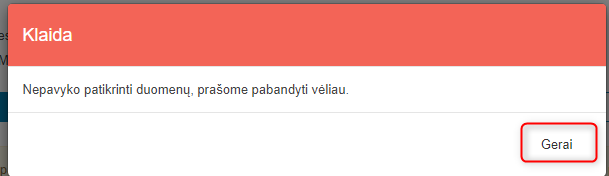 Klaida
Nepavyko patikrinti duomenų, prašome pabandyti vėliau.
Gerai